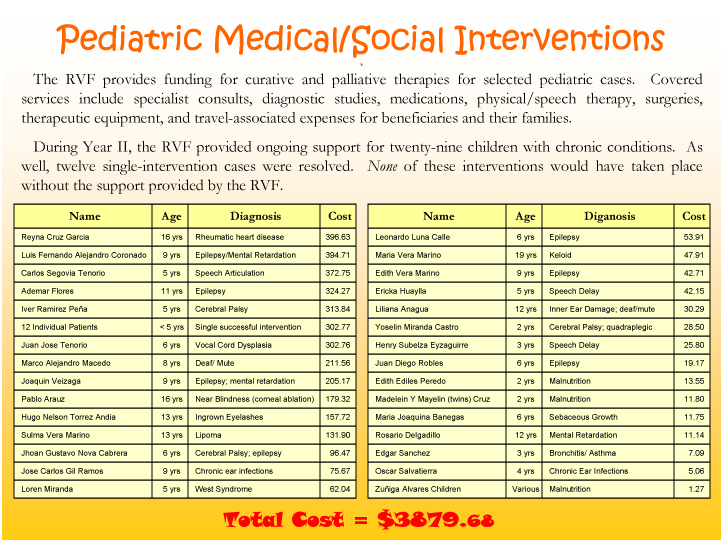 Pediatric Medical/Social Interventions
The RVF provides funding for curative and palliative therapies for selected pediatric cases. Covered
services include specialist consults, diagnostic studies, medications, physical/speech therapy, surgeries,
therapeutic equipment, and travel-associated expenses for beneficiaries and their families.
During Year II, the RVF provided ongoing support for twenty-nine children with chronic conditions. As
well, twelve single-intervention cases were resolved. None of these interventions would have taken place
without the support provided by the RVF.
Name Age Diagnosis Cost
Reyna Cruz Garcia 16 yrs Rheumatic heart disease 396.63
Luis Fernando Alejandro Coronado 9 yrs Epilepsy/Mental Retardation 394.71
Carlos Segovia Tenorio 5 yrs Speech Articulation 372.75
Ademar Flores 11 yrs Epilepsy 324.27
Iver Ramirez Peña 5 yrs Cerebral Palsy 313.84
12 Individual Patients < 5 yrs Single successful intervention 302.77
Juan Jose Tenorio 6 yrs Vocal Cord Dysplasia 302.76
Marco Alejandro Macedo 8 yrs Deaf/ Mute 211.56
Joaquin Veizaga 9 yrs Epilepsy; mental retardation 205.17
Pablo Arauz 16 yrs Near Blindness (corneal ablation) 179.32
Hugo Nelson Torrez Andia 13 yrs Ingrown Eyelashes 157.72
Sulma Vera Marino 13 yrs Lipoma 131.90
Jhoan Gustavo Nova Cabrera 6 yrs Cerebral Palsy; epilepsy 96.47
Jose Carlos Gil Ramos 9 yrs Chronic ear infections 75.67
Loren Miranda 5 yrs West Syndrome 62.04
Name Age Diganosis Cost
Leonardo Luna Calle 6 yrs Epilepsy 53.91
Maria Vera Marino 19 yrs Keloid 47.91
Edith Vera Marino 9 yrs Epilepsy 42.71
Ericka Huaylla 5 yrs Speech Delay 42.15
Liliana Anagua 12 yrs Inner Ear Damage; deaf/mute 30.29
Yoselin Miranda Castro 2 yrs Cerebral Palsy; quadraplegic 28.50
Henry Subelza Eyzaguirre 3 yrs Speech Delay 25.80
Juan Diego Robles 6 yrs Epilepsy 19.17
Edith Ediles Peredo 2 yrs Malnutrition 13.55
Madelein Y Mayelin (twins) Cruz 2 yrs Malnutrition 11.80
Maria Joaquina Banegas 6 yrs Sebaceous Growth 11.75
Rosario Delgadillo 12 yrs Mental Retardation 11.14
Edgar Sanchez 3 yrs Bronchitis/ Asthma 7.09
Oscar Salvatierra 4 yrs Chronic Ear Infections 5.06
Zuñiga Alvares Children Various Malnutrition 1.27
Total Cost = $3879.68